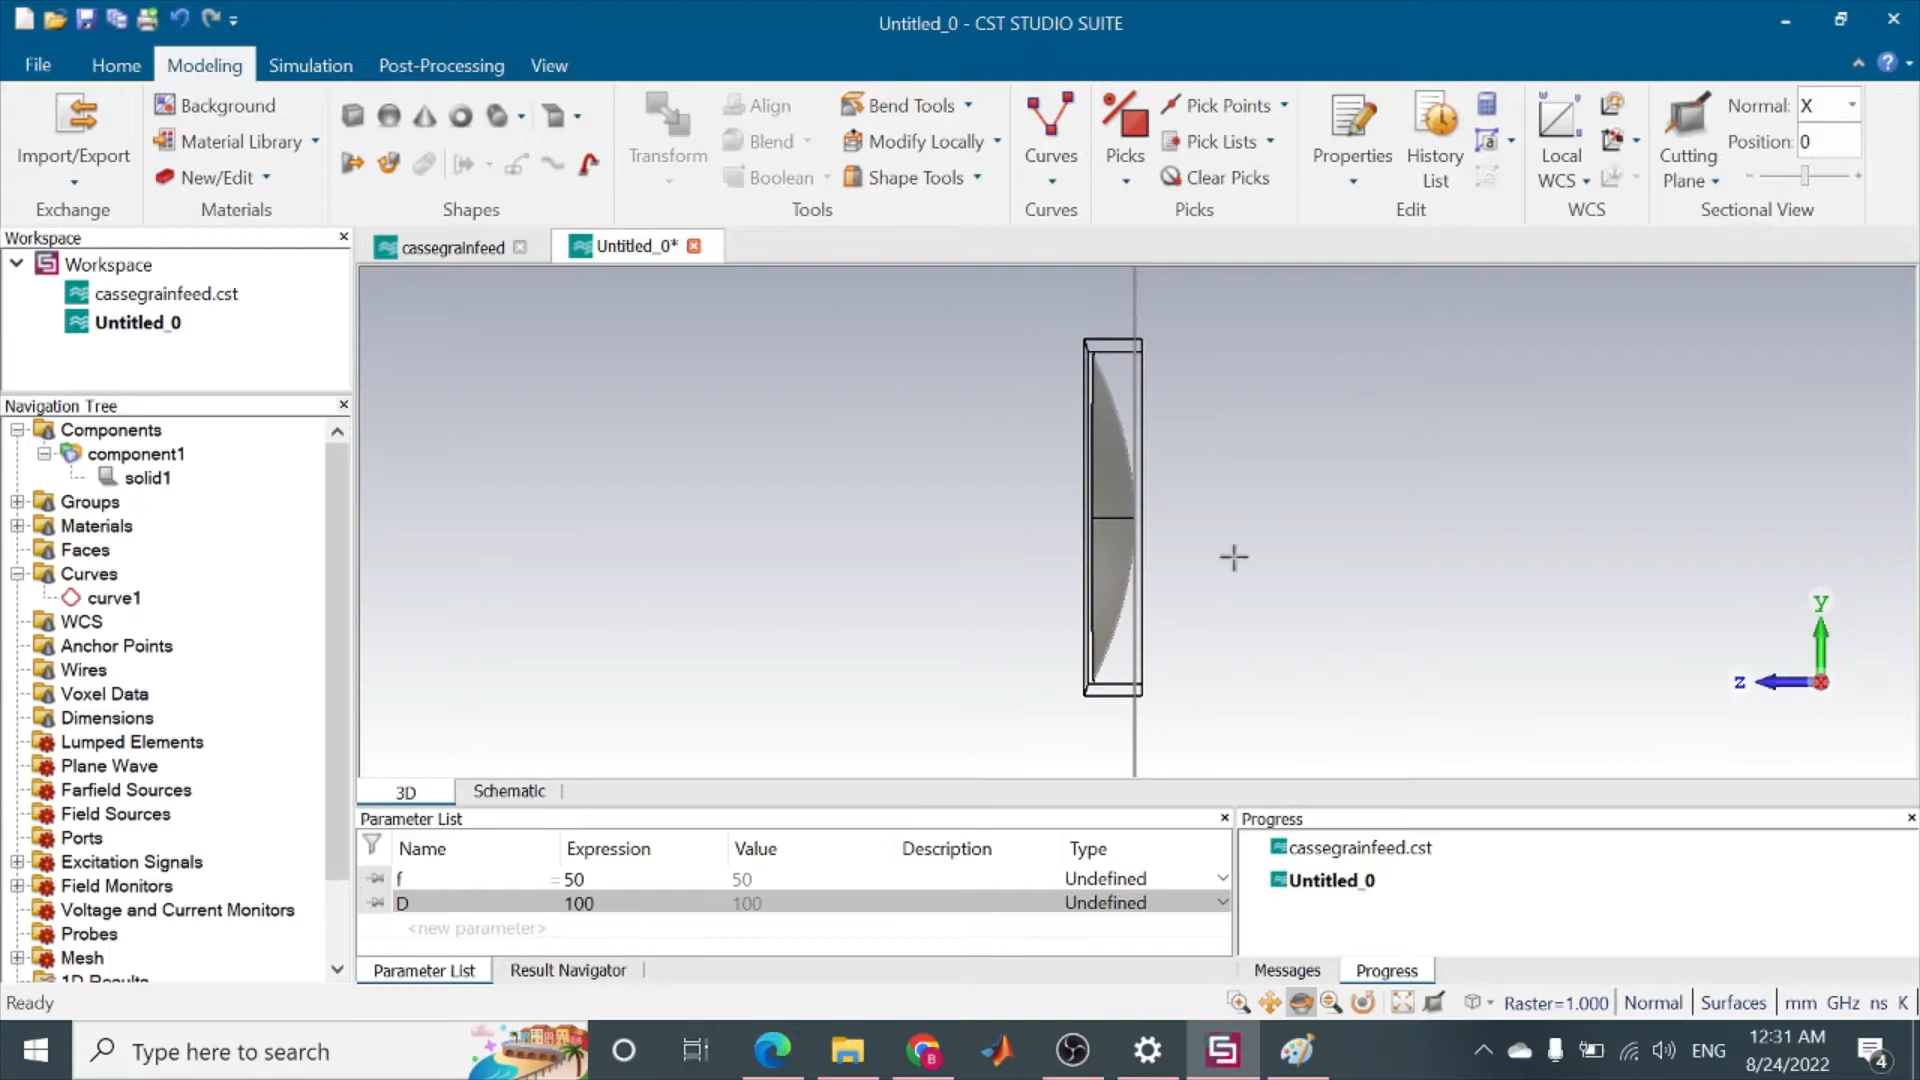 Untitled_0 - CST STUDIO SUITE
File Home Modeling Simulation Post-Processing View
Import/Export
Exchange
Background
Material Library
New/Edit
Materials
Shapes
Transform
Align
Blend
Boolean
Bend Tools
Modify Locally
Shape Tools
Tools
Curves
Curves
Picks
Pick Points
Pick Lists
Clear Picks
Picks
Properties
History
List
Edit
Local
WCS
WCS
Cutting
Plane
Normal: X
Position: 0
Sectional View
Workspace
Workspace
cassegrainfeed.cst
Untitled_0
cassegrainfeed
Untitled_0*
Navigation Tree
Components
component1
solid1
Groups
Materials
Faces
Curves
curve1
WCS
Anchor Points
Wires
Voxel Data
Dimensions
Lumped Elements
Plane Wave
Farfield Sources
Field Sources
Ports
Excitation Signals
Field Monitors
Voltage and Current Monitors
Probes
Mesh
1D Results
y
z
x
3D Schematic
Parameter List
Name Expression Value Description Type
f = 50 50 Undefined
D 100 100 Undefined
<new parameter>
Parameter List Result Navigator
Progress
cassegrainfeed.cst
Untitled_0
Messages Progress
Ready
Raster=1.000 Normal Surfaces mm GHz ns K
Type here to search
ENG
12:31 AM
8/24/2022
4